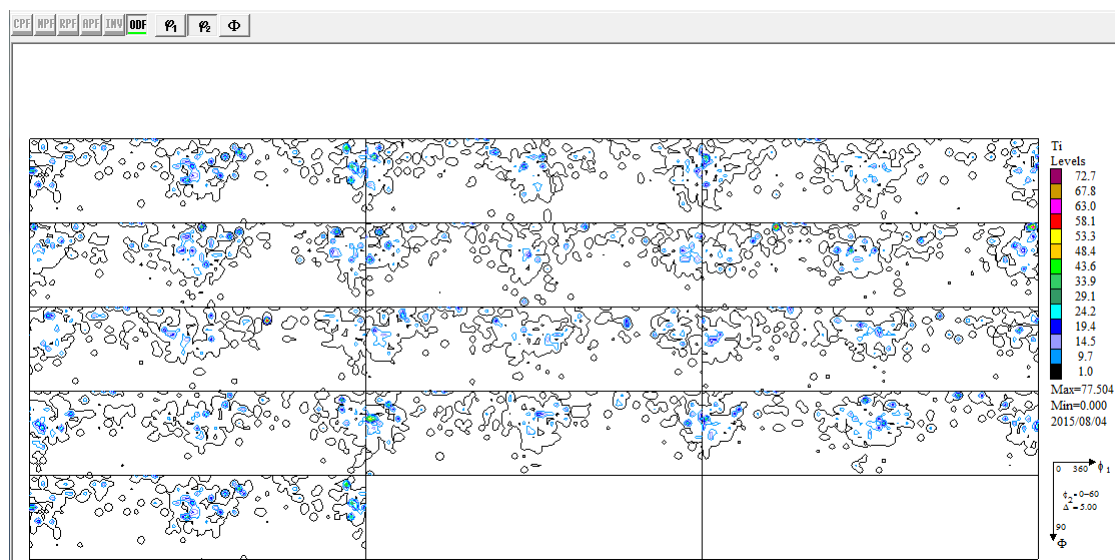 CPF NPF RPF APF INV ODF φ1 φ2 Φ
Ti
Levels
72.7
67.8
63.0
58.1
53.3
48.4
43.6
33.9
29.1
24.2
19.4
14.5
9.7
1.0
Max=77.504
Min=0.000
2015/08/04
0 360 ϕ1
ϕ2=0-60
Δ=5.00
90
Φ